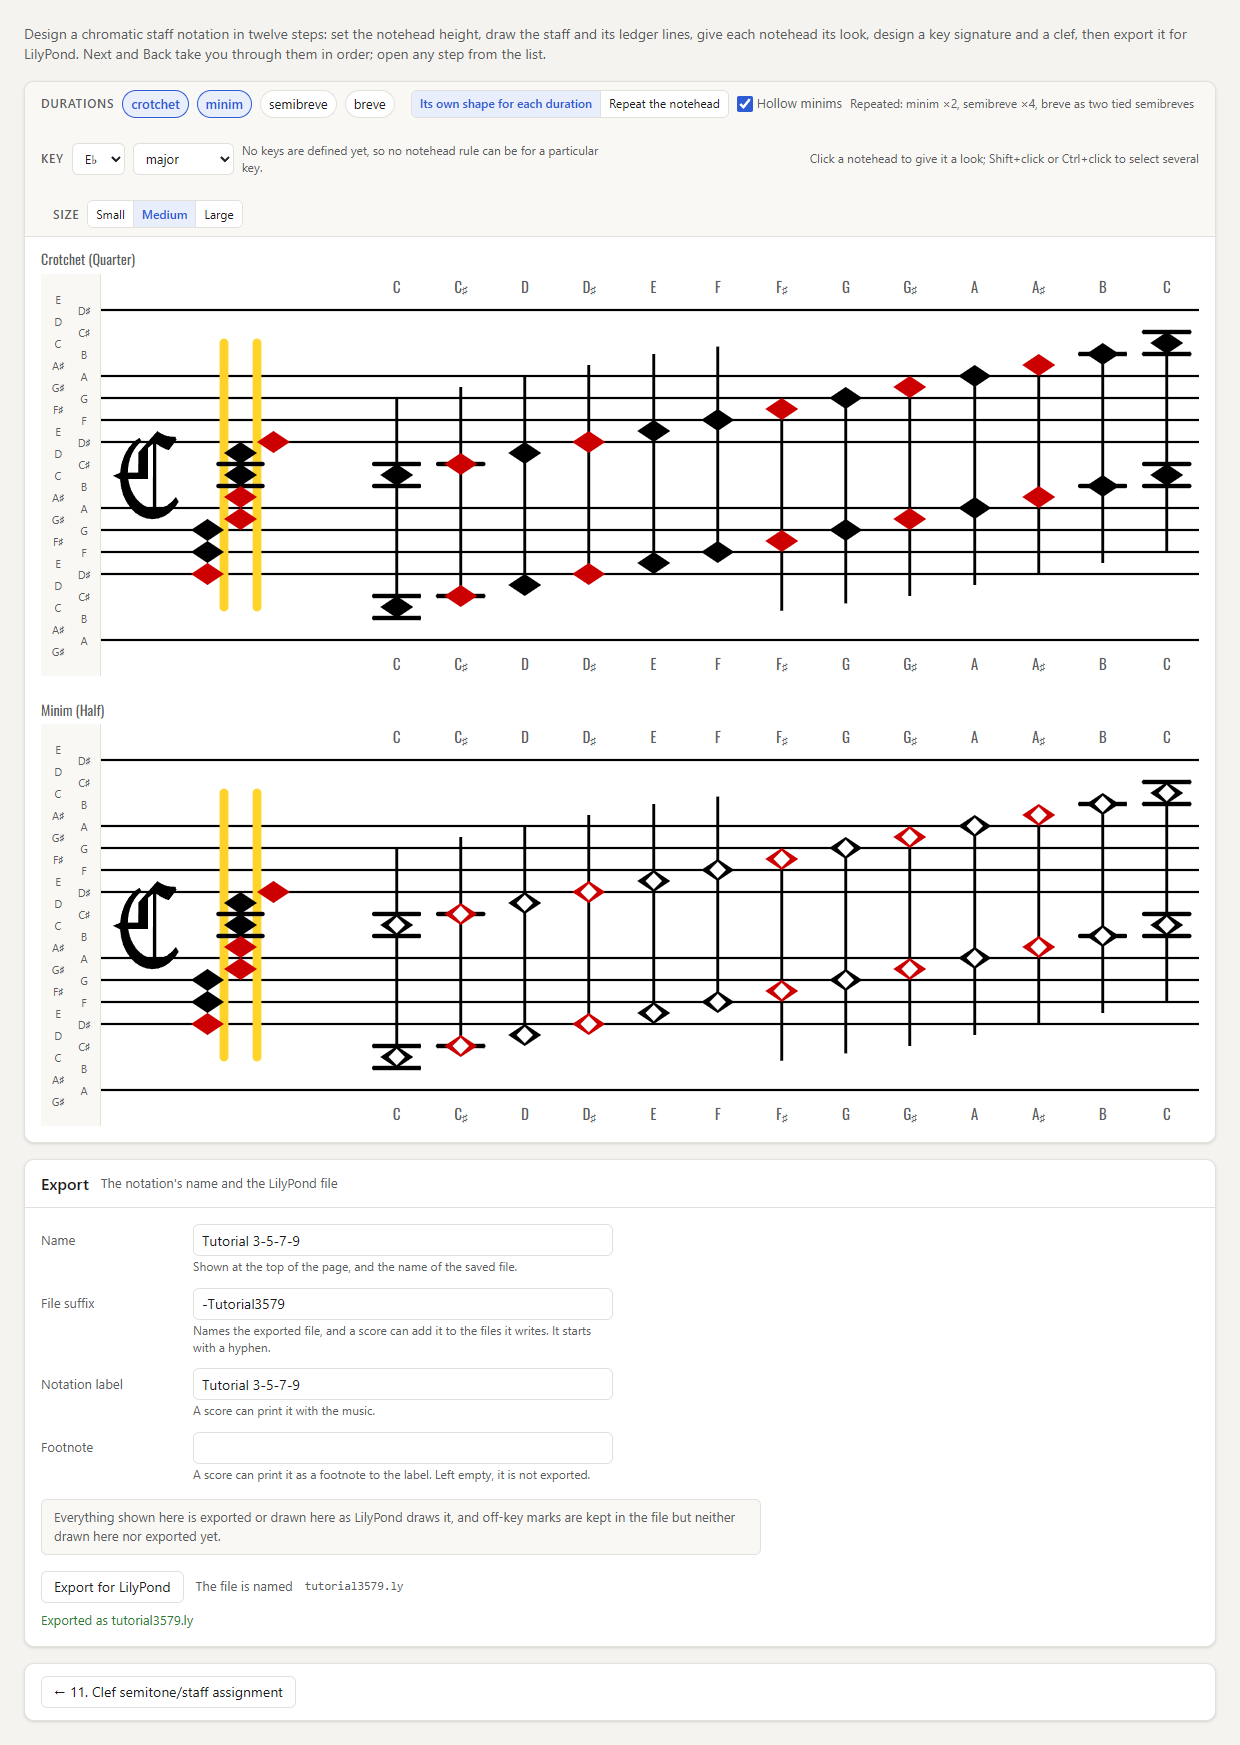 Design a chromatic staff notation in twelve steps: set the notehead height, draw the staff and its ledger lines, give each notehead its look, design a key signature and a clef, then export it for
LilyPond. Next and Back take you through them in order; open any step from the list.
DURATIONS crotchet minim semibreve breve Its own shape for each duration Repeat the notehead Hollow minims Repeated: minim ×2, semibreve ×4, breve as two tied semibreves
KEY E♭ major No keys are defined yet, so no notehead rule can be for a particular
key.
Click a notehead to give it a look; Shift+click or Ctrl+click to select several
SIZE Small Medium Large
Crotchet (Quarter)
C C♯ D D♯ E F F♯ G G♯ A A♯ B C
E
D♯
D
C♯
C
B
A♯
A
G♯
G
F♯
F
E
D♯
D
C♯
C
B
A♯
A
G♯
G
F♯
F
E
D♯
D
C♯
C
B
A♯
A
G♯
C C♯ D D♯ E F F♯ G G♯ A A♯ B C
Minim (Half)
C C♯ D D♯ E F F♯ G G♯ A A♯ B C
E
D♯
D
C♯
C
B
A♯
A
G♯
G
F♯
F
E
D♯
D
C♯
C
B
A♯
A
G♯
G
F♯
F
E
D♯
D
C♯
C
B
A♯
A
G♯
C C♯ D D♯ E F F♯ G G♯ A A♯ B C
Export The notation's name and the LilyPond file
Name Tutorial 3-5-7-9
Shown at the top of the page, and the name of the saved file.
File suffix -Tutorial3579
Names the exported file, and a score can add it to the files it writes. It starts
with a hyphen.
Notation label Tutorial 3-5-7-9
A score can print it with the music.
Footnote
A score can print it as a footnote to the label. Left empty, it is not exported.
Everything shown here is exported or drawn here as LilyPond draws it, and off-key marks are kept in the file but neither
drawn here nor exported yet.
Export for LilyPond The file is named tutorial3579.ly
Exported as tutorial3579.ly
← 11. Clef semitone/staff assignment